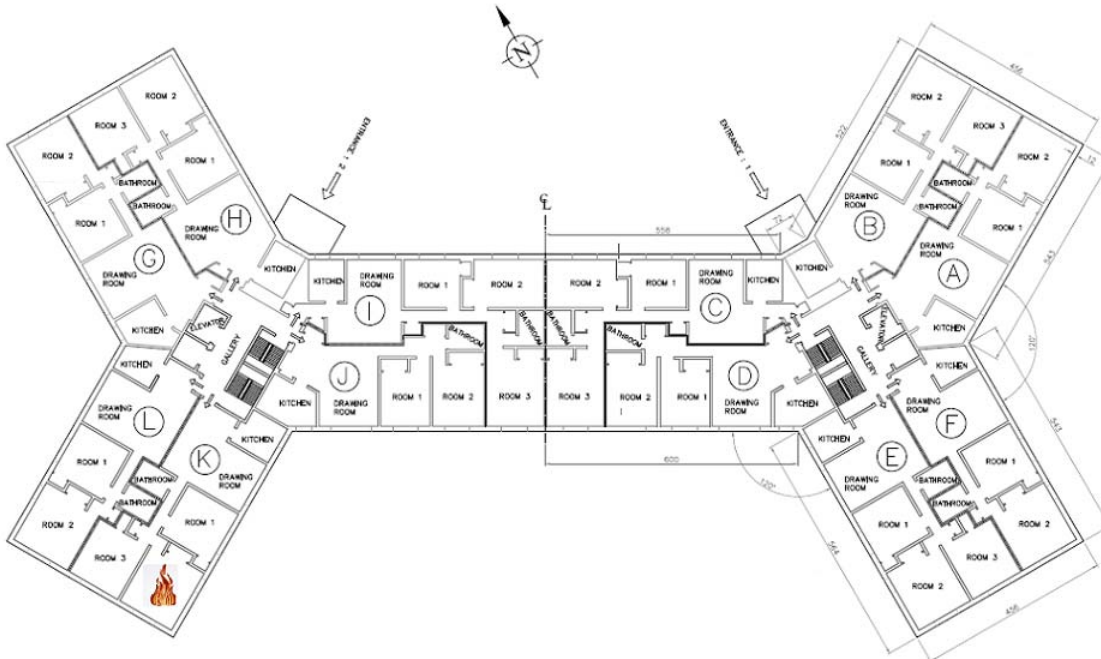 N
ENTRANCE : 2
ENTRANCE : 1
ROOM 2
ROOM 3
ROOM 2
ROOM 1
BATHROOM
BATHROOM
ROOM 1
H
DRAWING
ROOM
G
DRAWING
ROOM
KITCHEN
KITCHEN
ELEVATOR
GALLERY
KITCHEN
DRAWING
ROOM
I
ROOM 1
ROOM 2
BATHROOM
BATHROOM
KITCHEN
J
DRAWING
ROOM
ROOM 1
ROOM 2
ROOM 3
KITCHEN
DRAWING
ROOM
L
ROOM 1
BATHROOM
BATHROOM
ROOM 2
ROOM 3
KITCHEN
K
DRAWING
ROOM
ROOM 1
℄
558
72
ROOM 2
ROOM 1
DRAWING
ROOM
C
KITCHEN
BATHROOM
BATHROOM
ROOM 3
ROOM 2
ROOM 1
D
DRAWING
ROOM
KITCHEN
600
120°
456
522
12
ROOM 2
ROOM 3
ROOM 2
ROOM 1
BATHROOM
BATHROOM
ROOM 1
B
DRAWING
ROOM
DRAWING
ROOM
A
KITCHEN
KITCHEN
ELEVATOR
GALLERY
543
120°
543
KITCHEN
DRAWING
ROOM
F
ROOM 1
BATHROOM
BATHROOM
ROOM 2
ROOM 3
KITCHEN
E
DRAWING
ROOM
ROOM 1
ROOM 2
564
456